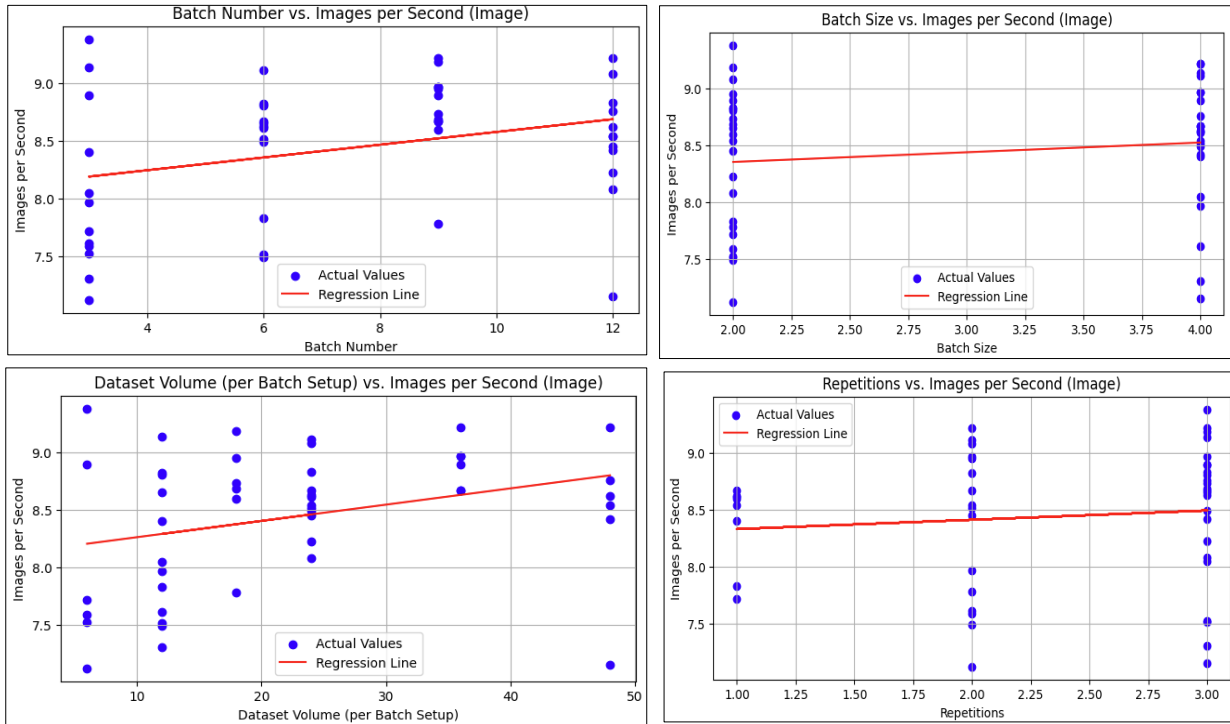 Batch Number vs. Images per Second (Image)
Images per Second
9.0
8.5
8.0
7.5
Actual Values
Regression Line
4
6
8
10
12
Batch Number
Batch Size vs. Images per Second (Image)
Images per Second
9.0
8.5
8.0
7.5
Actual Values
Regression Line
2.00
2.25
2.50
2.75
3.00
3.25
3.50
3.75
4.00
Batch Size
Dataset Volume (per Batch Setup) vs. Images per Second (Image)
Images per Second
9.0
8.5
8.0
7.5
Actual Values
Regression Line
10
20
30
40
50
Dataset Volume (per Batch Setup)
Repetitions vs. Images per Second (Image)
Actual Values
Regression Line
Images per Second
9.0
8.5
8.0
7.5
1.00
1.25
1.50
1.75
2.00
2.25
2.50
2.75
3.00
Repetitions